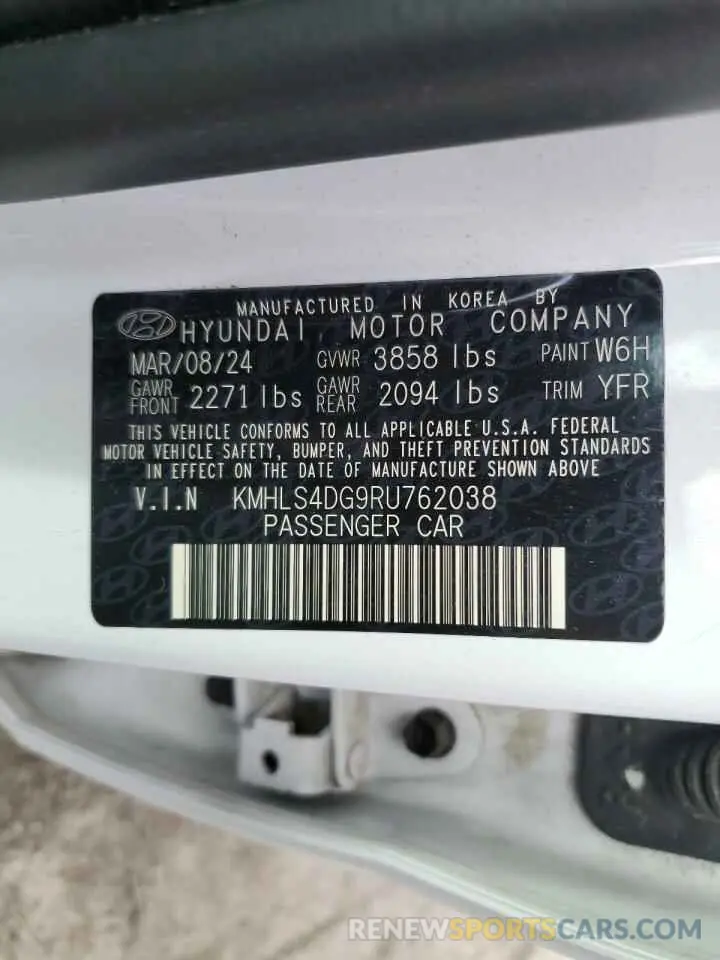 MANUFACTURED IN KOREA BY
HYUNDAI MOTOR COMPANY
MAR/08/24 GVWR 3858 lbs PAINT W6H
GAWR FRONT 2271 lbs GAWR REAR 2094 lbs TRIM YFR
THIS VEHICLE CONFORMS TO ALL APPLICABLE U.S.A. FEDERAL
MOTOR VEHICLE SAFETY, BUMPER, AND THEFT PREVENTION STANDARDS
IN EFFECT ON THE DATE OF MANUFACTURE SHOWN ABOVE
V.I.N KMHLS4DG9RU762038
PASSENGER CAR
RENEWSPORTSCARS.COM